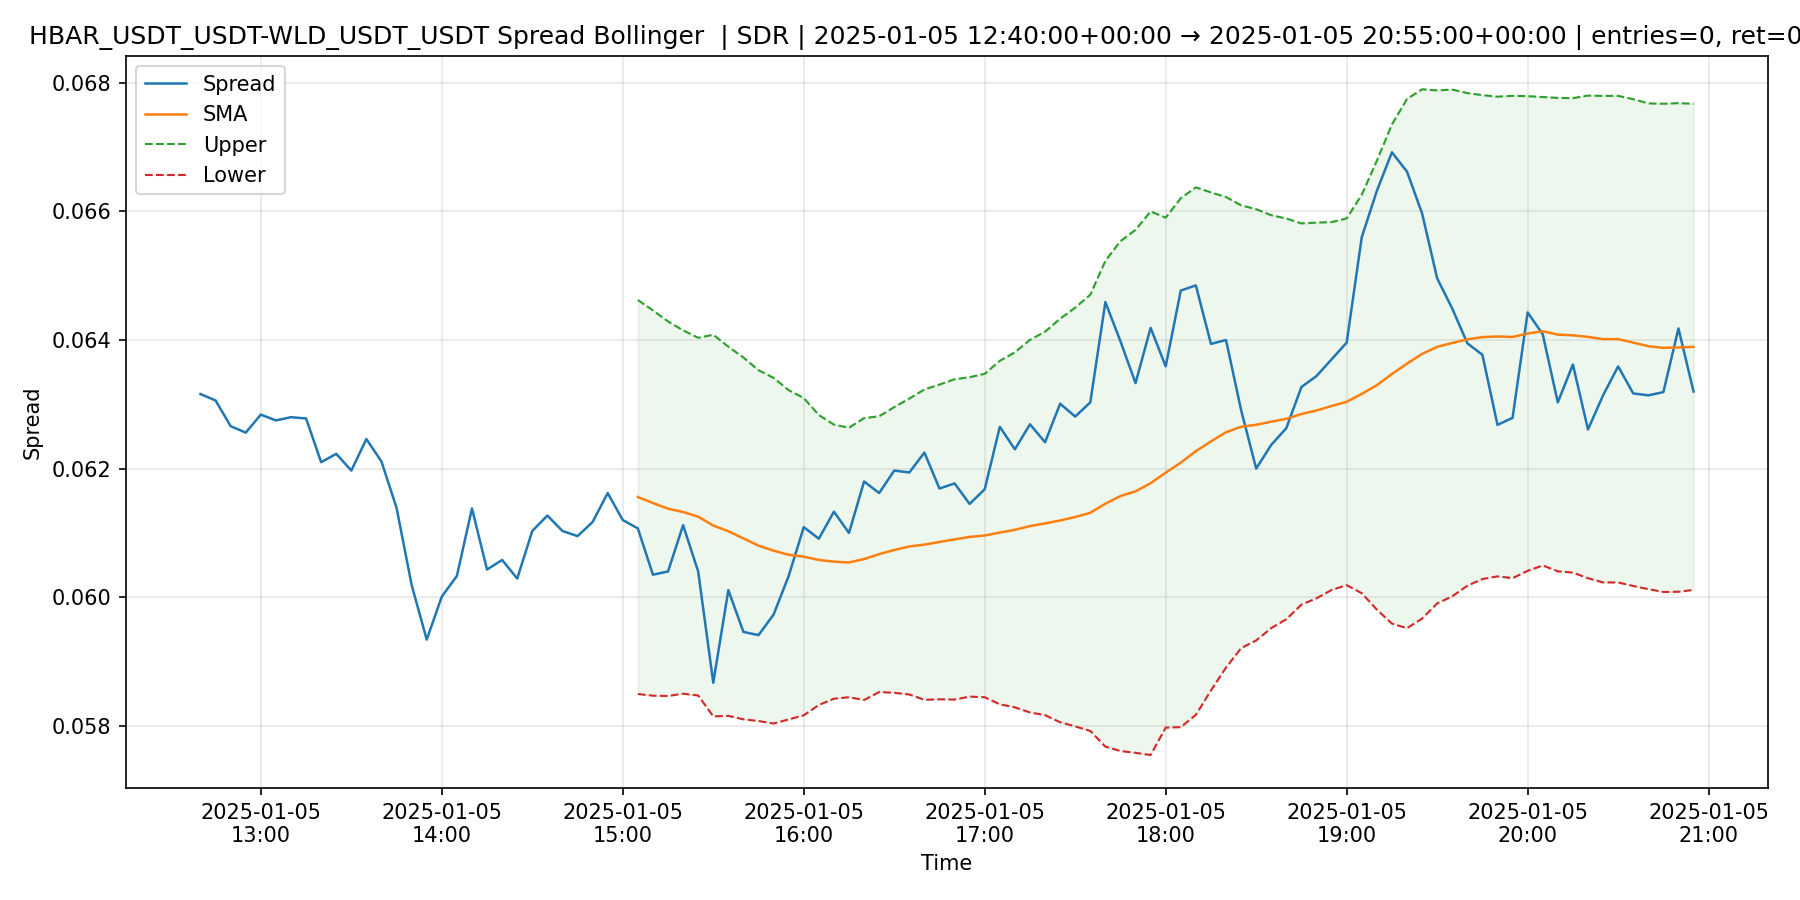 HBAR_USDT_USDT-WLD_USDT_USDT Spread Bollinger | SDR | 2025-01-05 12:40:00+00:00 → 2025-01-05 20:55:00+00:00 | entries=0, ret=0
Spread
SMA
Upper
Lower
0.068
0.066
0.064
0.062
0.060
0.058
Spread
2025-01-05 2025-01-05 2025-01-05 2025-01-05 2025-01-05 2025-01-05 2025-01-05 2025-01-05 2025-01-05
13:00 14:00 15:00 16:00 17:00 18:00 19:00 20:00 21:00
Time